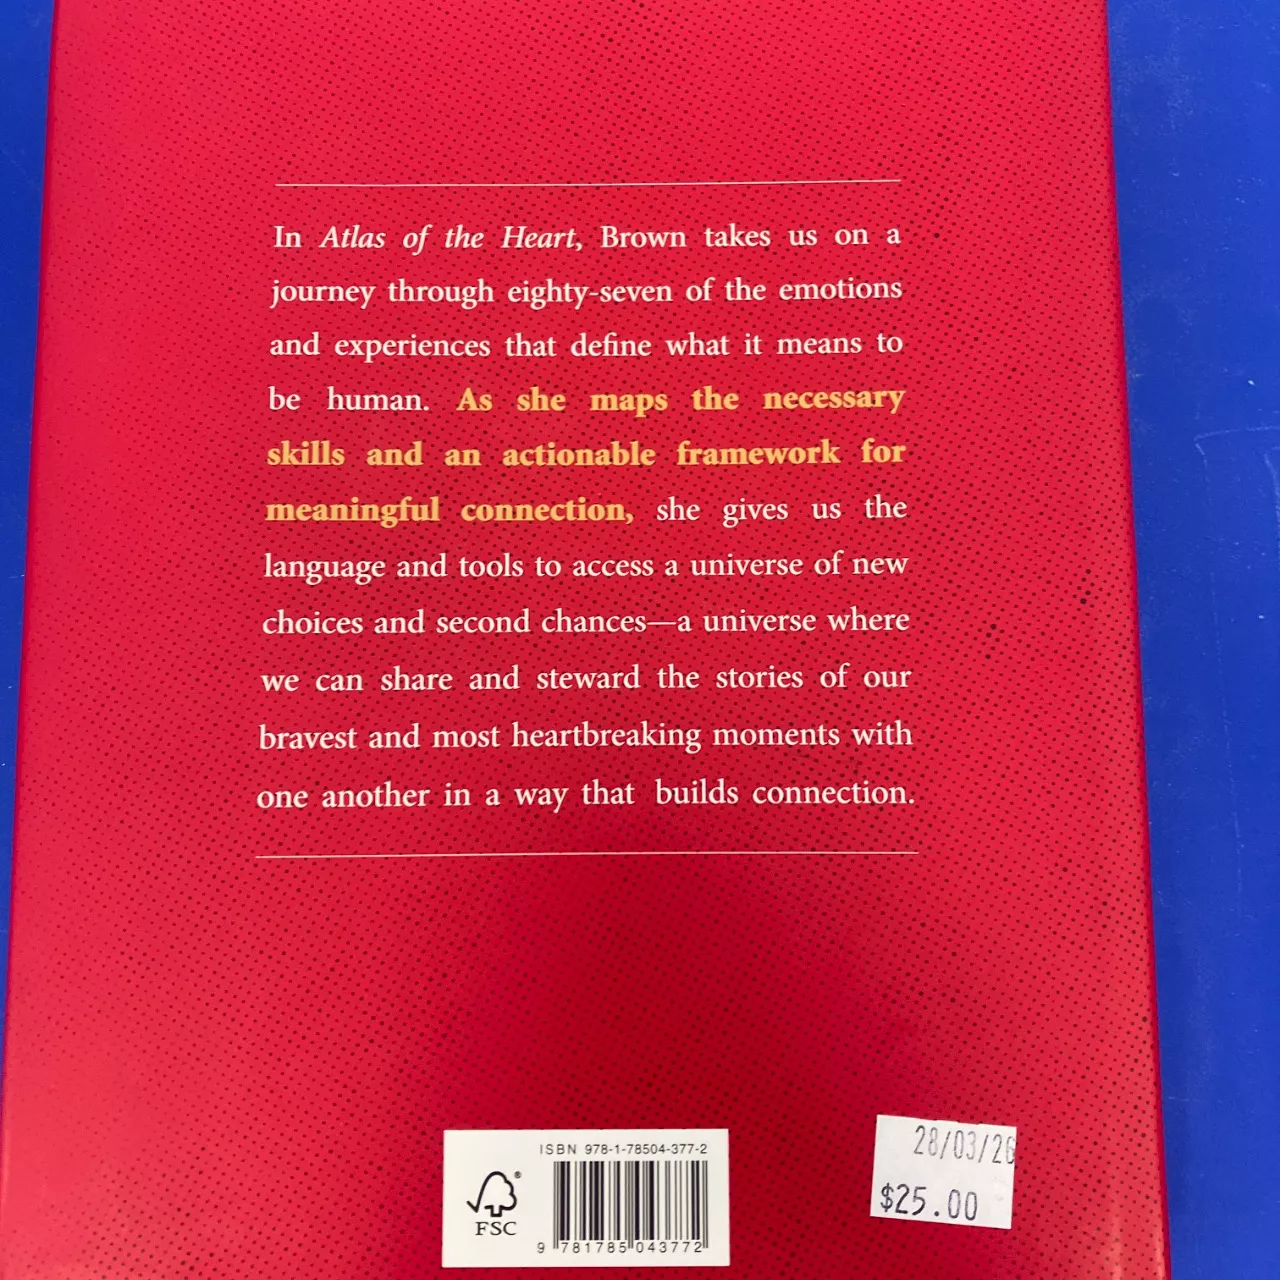 In Atlas of the Heart, Brown takes us on a
journey through eighty-seven of the emotions
and experiences that define what it means to
be human. As she maps the necessary
skills and an actionable framework for
meaningful connection, she gives us the
language and tools to access a universe of new
choices and second chances—a universe where
we can share and steward the stories of our
bravest and most heartbreaking moments with
one another in a way that builds connection.
ISBN 978-1-78504-377-2
FSC
®
9 781785 043772
28/03/26
$25.00